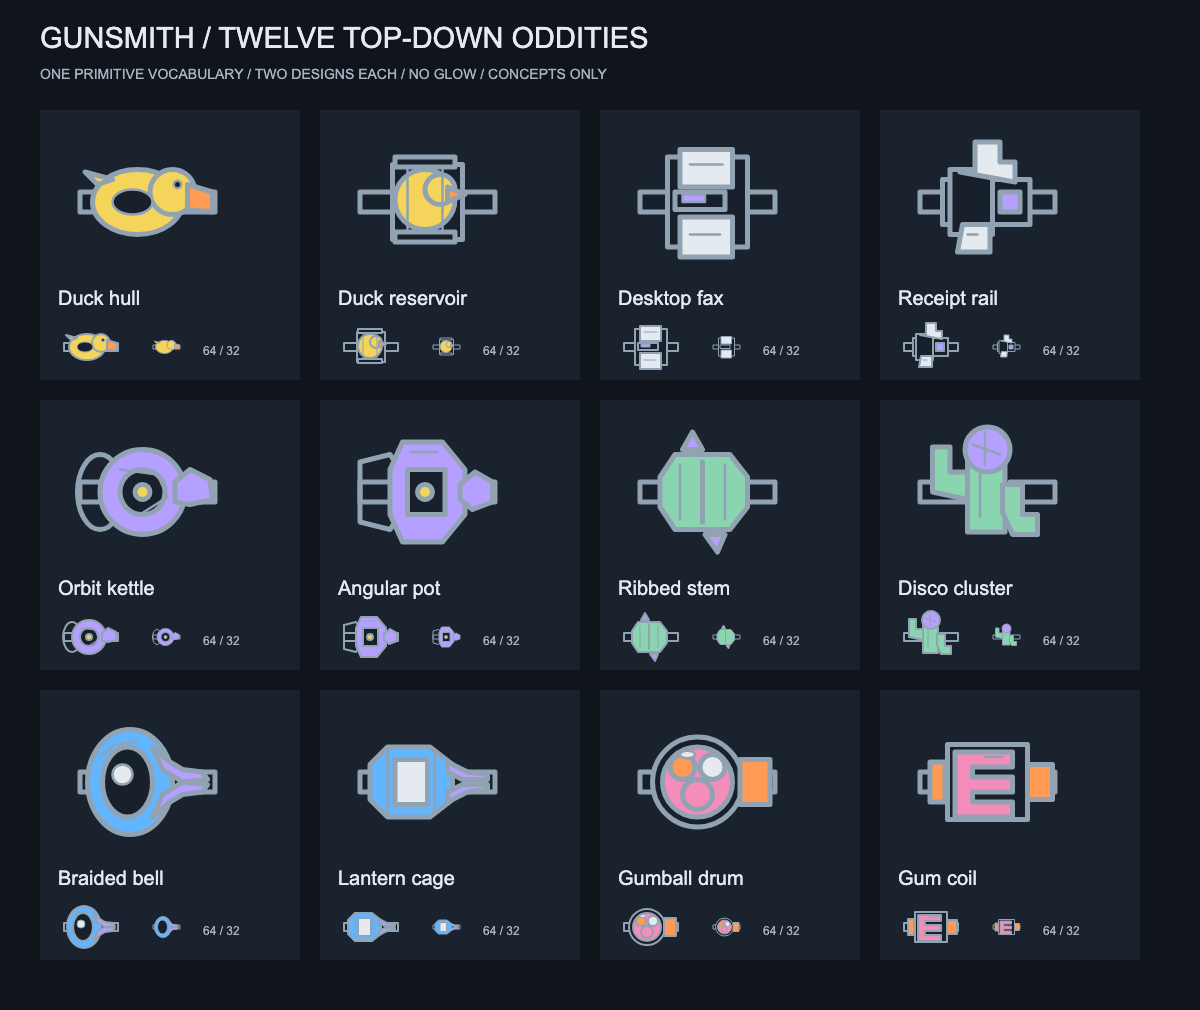 GUNSMITH / TWELVE TOP-DOWN ODDITIES
ONE PRIMITIVE VOCABULARY / TWO DESIGNS EACH / NO GLOW / CONCEPTS ONLY
Duck hull
64 / 32
Duck reservoir
64 / 32
Desktop fax
64 / 32
Receipt rail
64 / 32
Orbit kettle
64 / 32
Angular pot
64 / 32
Ribbed stem
64 / 32
Disco cluster
64 / 32
Braided bell
64 / 32
Lantern cage
64 / 32
Gumball drum
64 / 32
Gum coil
64 / 32